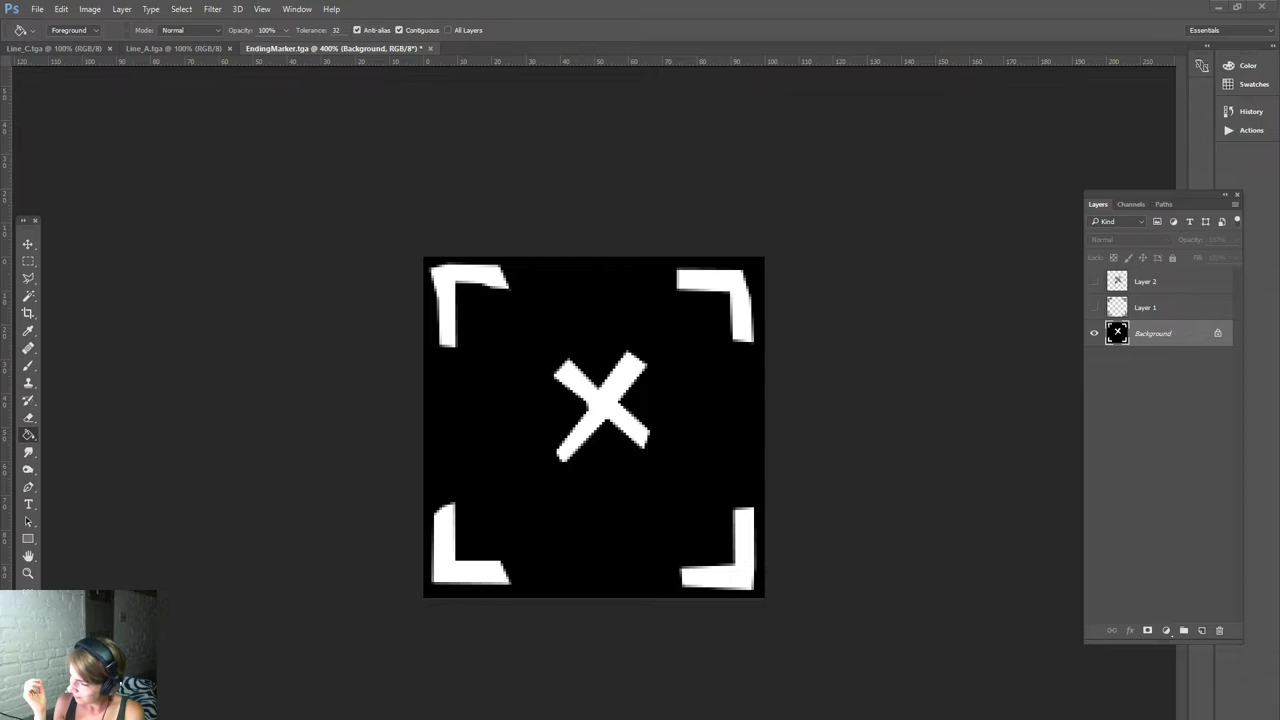 Ps File Edit Image Layer Type Select Filter 3D View Window Help
Foreground Mode: Normal Opacity: 100% Tolerance: 32 Anti-alias Contiguous All Layers Essentials
Line_C.tga @ 100% (RGB/8) × Line_A.tga @ 100% (RGB/8) × EndingMarker.tga @ 400% (Background, RGB/8*) * ×
120 110 100 90 80 70 60 50 40 30 20 10 0 10 20 30 40 50 60 70 80 90 100 110 120 130 140 150 160 170 180 190 200 210
Color
Swatches
History
Actions
Layers Channels Paths
Kind
Normal Opacity: 100%
Lock: Fill: 100%
Layer 2
Layer 1
Background
fx